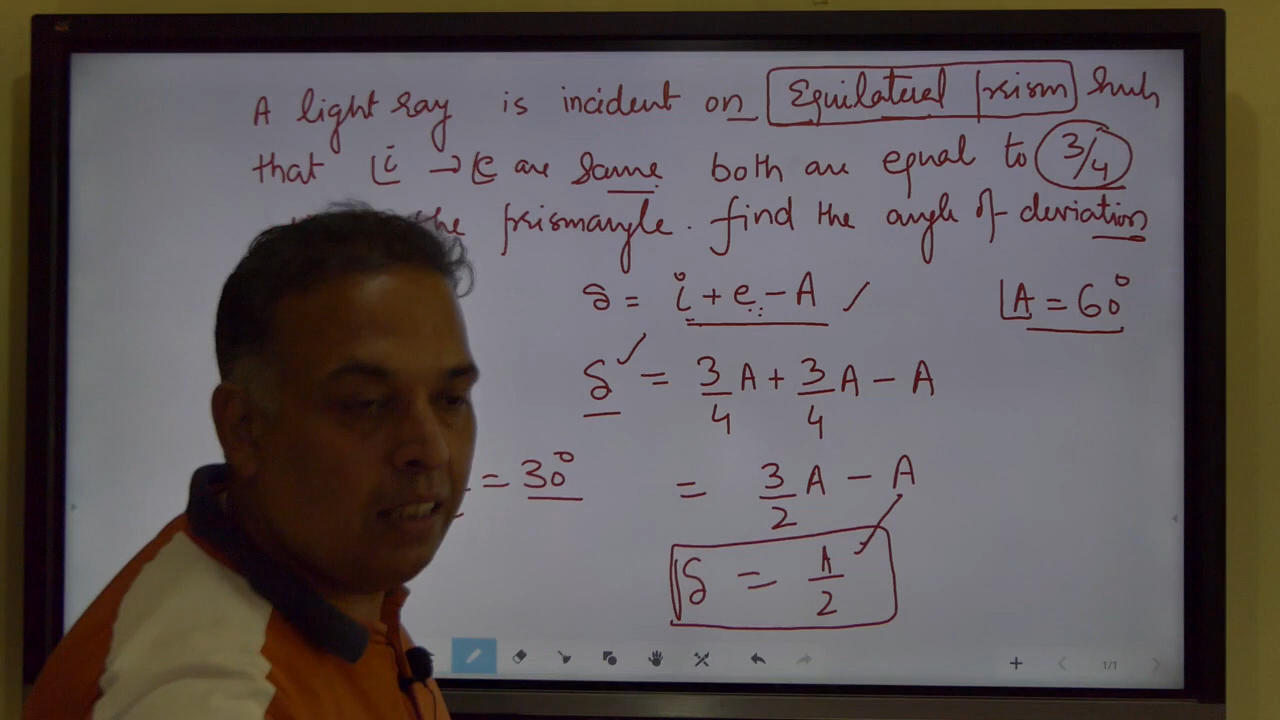 A light ray is incident on Equilateral prism such
that ∠i → ∠e are same both are equal to 3/4
the prismangle. find the angle of deviation
δ = i + e - A ✓ ∠A = 60°
δ ✓ = 3/4 A + 3/4 A - A
= 30° = 3/2 A - A
δ = A/2
1/1